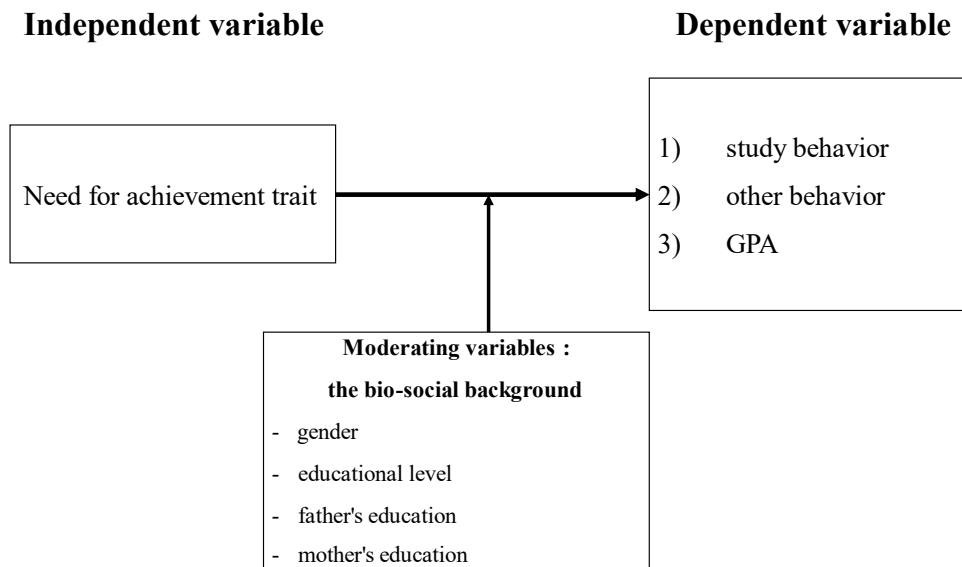 Independent variable
Dependent variable
Need for achievement trait
1) study behavior
2) other behavior
3) GPA
Moderating variables :
the bio-social background
- gender
- educational level
- father's education
- mother's education